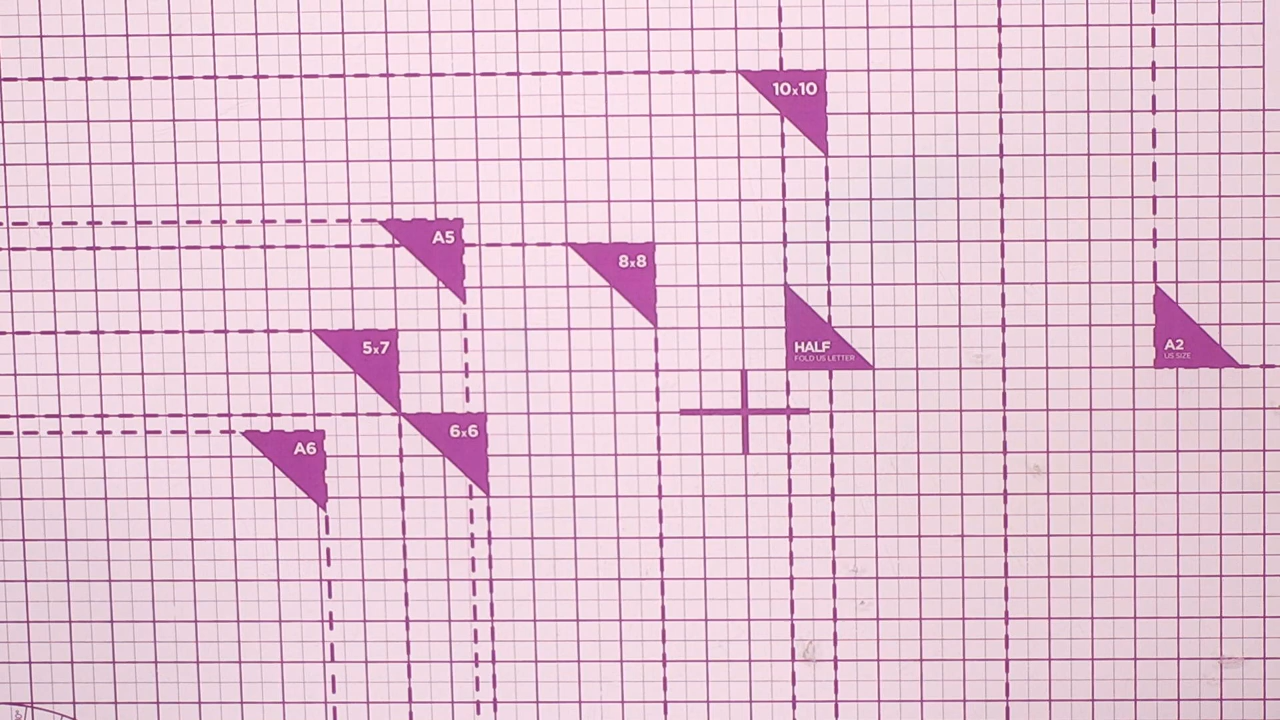 10x10
A5
8x8
5x7
HALF
FOLD US LETTER
A2
US SIZE
6x6
A6